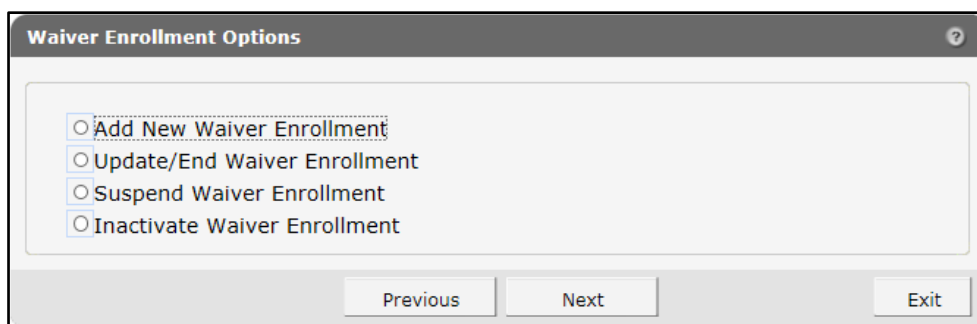 Waiver Enrollment Options ?
Add New Waiver Enrollment
Update/End Waiver Enrollment
Suspend Waiver Enrollment
Inactivate Waiver Enrollment
Previous Next Exit